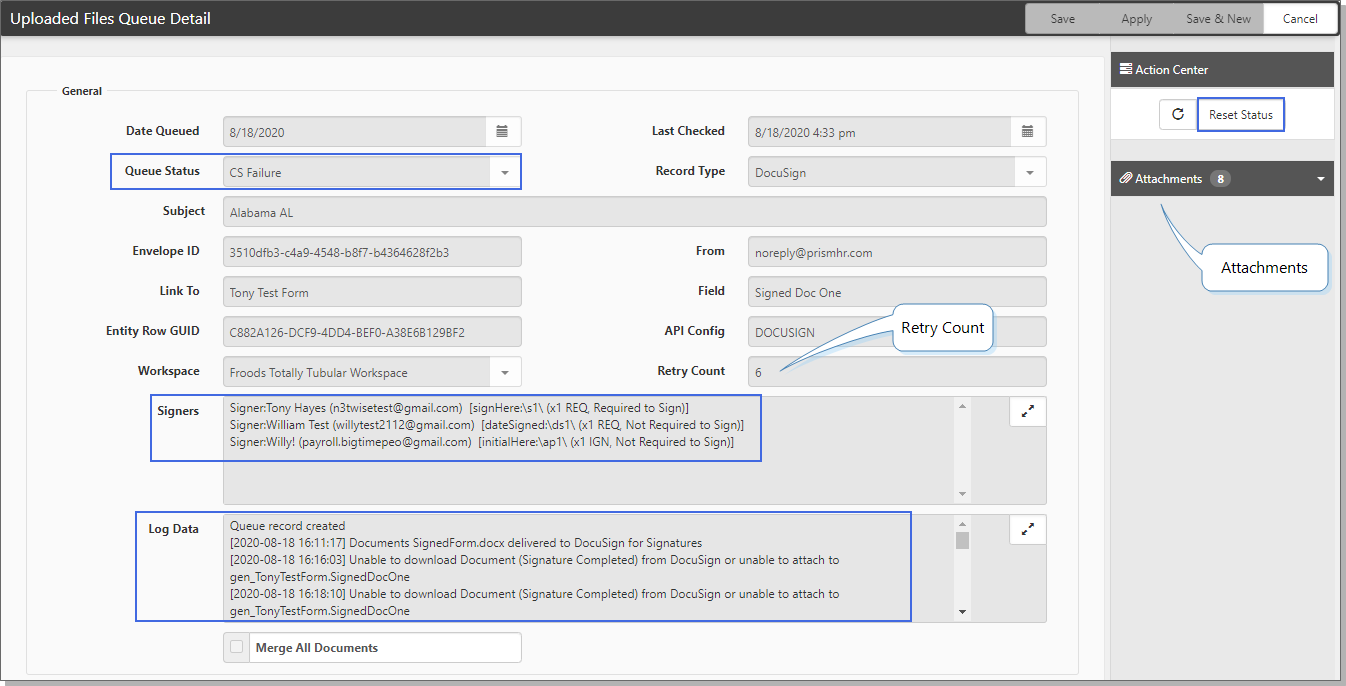 Uploaded Files Queue Detail
Save Apply Save & New Cancel
Action Center
Reset Status
Attachments 8
Attachments
General
Date Queued 8/18/2020 Last Checked 8/18/2020 4:33 pm
Queue Status CS Failure Record Type DocuSign
Subject Alabama AL
Envelope ID 3510dfb3-c4a9-4548-b8f7-b4364628f2b3 From noreply@prismhr.com
Link To Tony Test Form Field Signed Doc One
Entity Row GUID C882A126-DCF9-4DD4-BEF0-A38E6B129BF2 API Config DOCUSIGN
Retry Count
Workspace Froods Totally Tubular Workspace Retry Count 6
Signers Signer:Tony Hayes (n3twisetest@gmail.com) [signHere:\s1\ (x1 REQ, Required to Sign)]
Signer:William Test (willytest2112@gmail.com) [dateSigned:\ds1\ (x1 REQ, Not Required to Sign)]
Signer:Willy! (payroll.bigtimepeo@gmail.com) [initialHere:\ap1\ (x1 IGN, Not Required to Sign)]
Log Data Queue record created
[2020-08-18 16:11:17] Documents SignedForm.docx delivered to DocuSign for Signatures
[2020-08-18 16:16:03] Unable to download Document (Signature Completed) from DocuSign or unable to attach to
gen_TonyTestForm.SignedDocOne
[2020-08-18 16:18:10] Unable to download Document (Signature Completed) from DocuSign or unable to attach to
gen_TonyTestForm.SignedDocOne
Merge All Documents